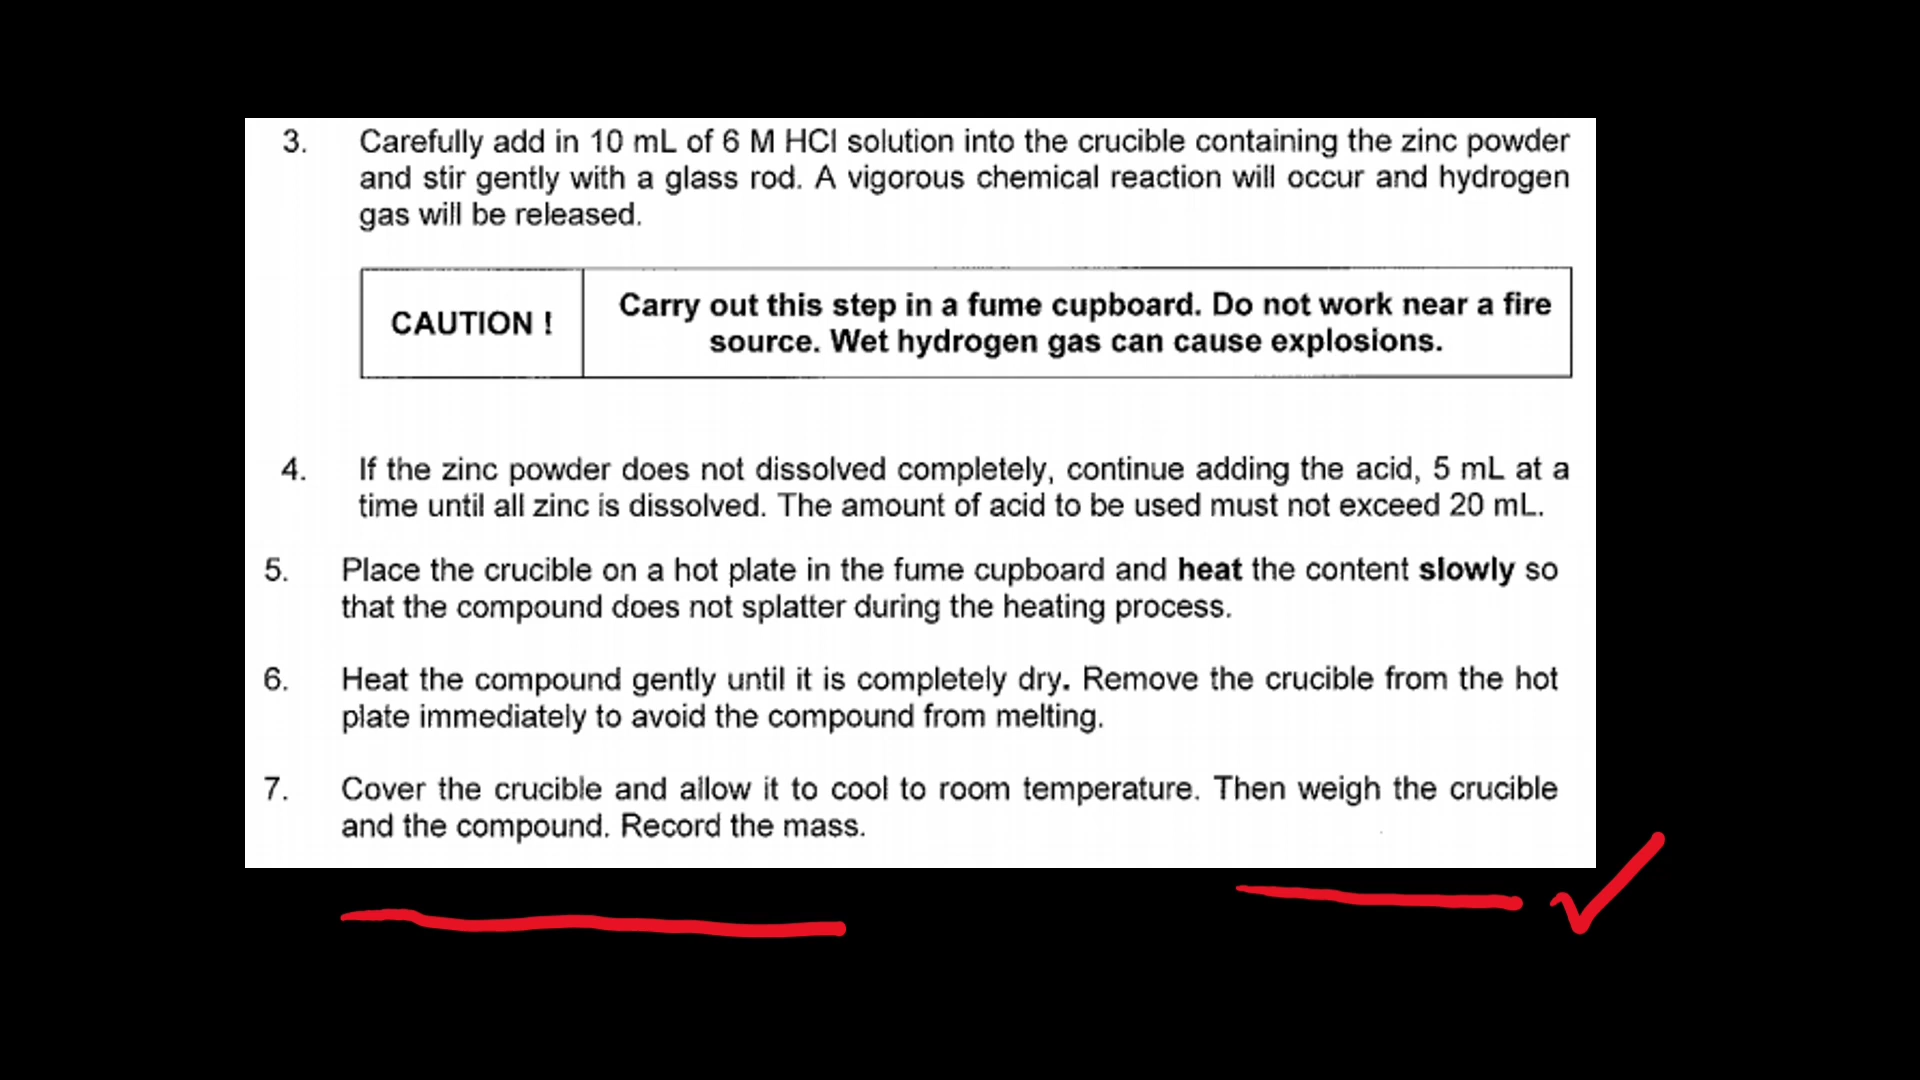 3. Carefully add in 10 mL of 6 M HCl solution into the crucible containing the zinc powder
and stir gently with a glass rod. A vigorous chemical reaction will occur and hydrogen
gas will be released.
CAUTION !
Carry out this step in a fume cupboard. Do not work near a fire
source. Wet hydrogen gas can cause explosions.
4. If the zinc powder does not dissolved completely, continue adding the acid, 5 mL at a
time until all zinc is dissolved. The amount of acid to be used must not exceed 20 mL.
5. Place the crucible on a hot plate in the fume cupboard and heat the content slowly so
that the compound does not splatter during the heating process.
6. Heat the compound gently until it is completely dry. Remove the crucible from the hot
plate immediately to avoid the compound from melting.
7. Cover the crucible and allow it to cool to room temperature. Then weigh the crucible
and the compound. Record the mass.